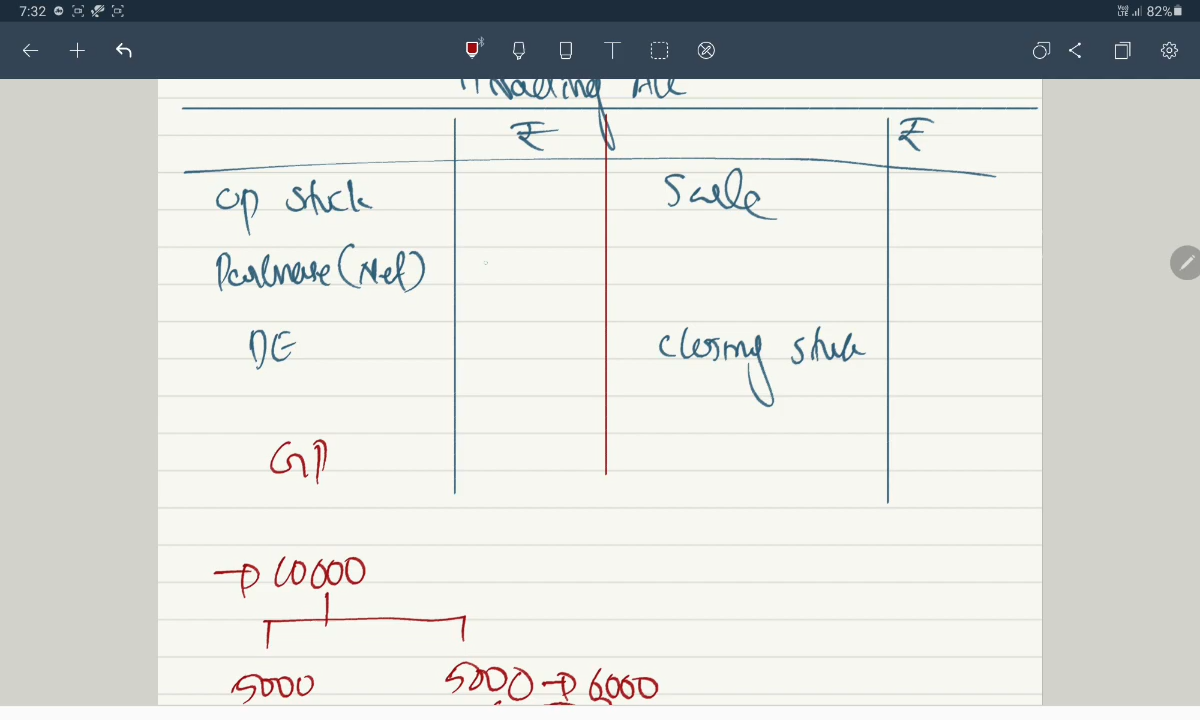 7:32 82%
Trading A/c
₹ ₹
op stock Sale
Purchase (Net)
DE Closing stock
GP
→ 10000
5000 5000 → 6000